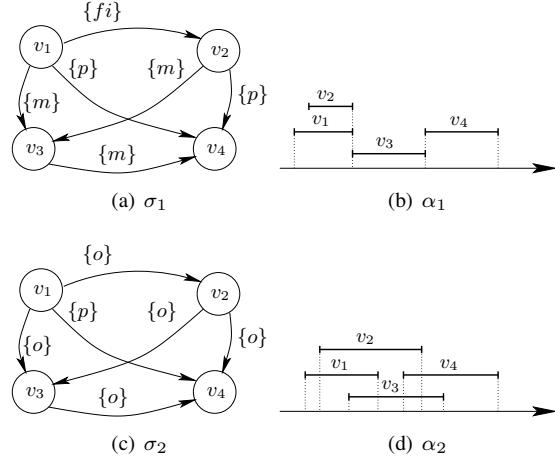 {fi}
v1
v2
{p}
{m}
{m}
{p}
v3
{m}
v4
(a) σ1
v2
v1
v3
v4
(b) α1
{o}
v1
v2
{p}
{o}
{o}
{o}
v3
{o}
v4
(c) σ2
v2
v1
v3
v4
(d) α2